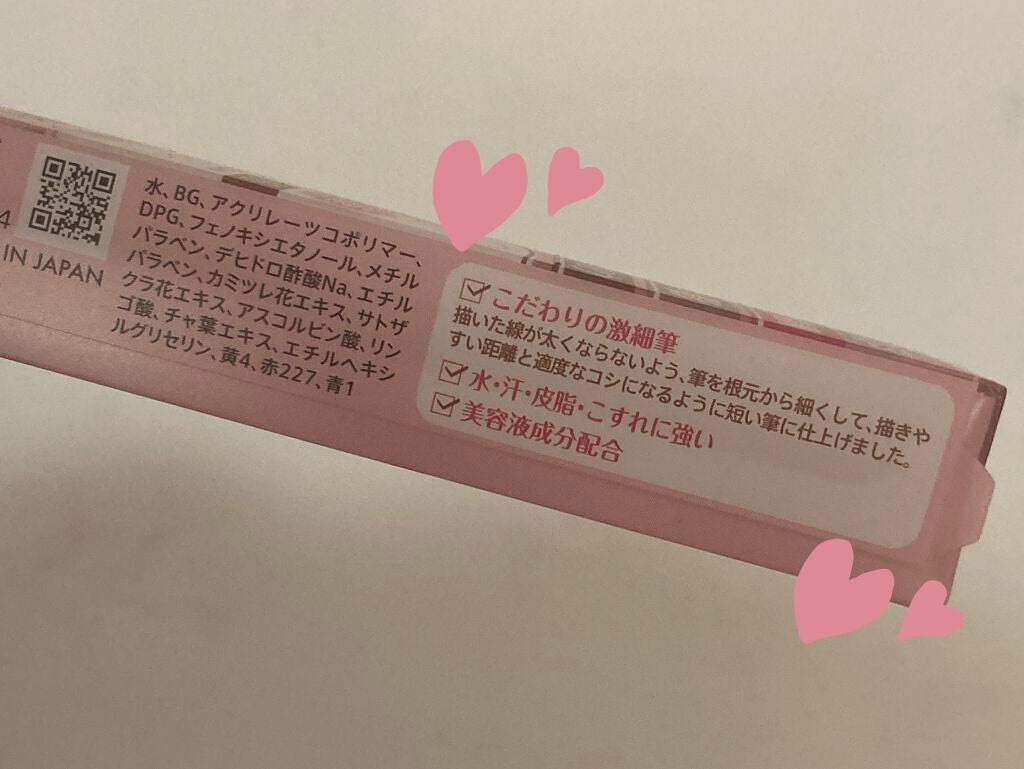 4
IN JAPAN
水、BG、アクリレーツコポリマー、
DPG、フェノキシエタノール、メチル
パラベン、デヒドロ酢酸Na、エチル
パラベン、カミツレ花エキス、サトザ
クラ花エキス、アスコルビン酸、リン
ゴ酸、チャ葉エキス、エチルヘキシ
ルグリセリン、黄4、赤227、青1
こだわりの激細筆
描いた線が太くならないよう、筆を根元から細くして、描きや
すい距離と適度なコシになるように短い筆に仕上げました。
水・汗・皮脂・こすれに強い
美容液成分配合